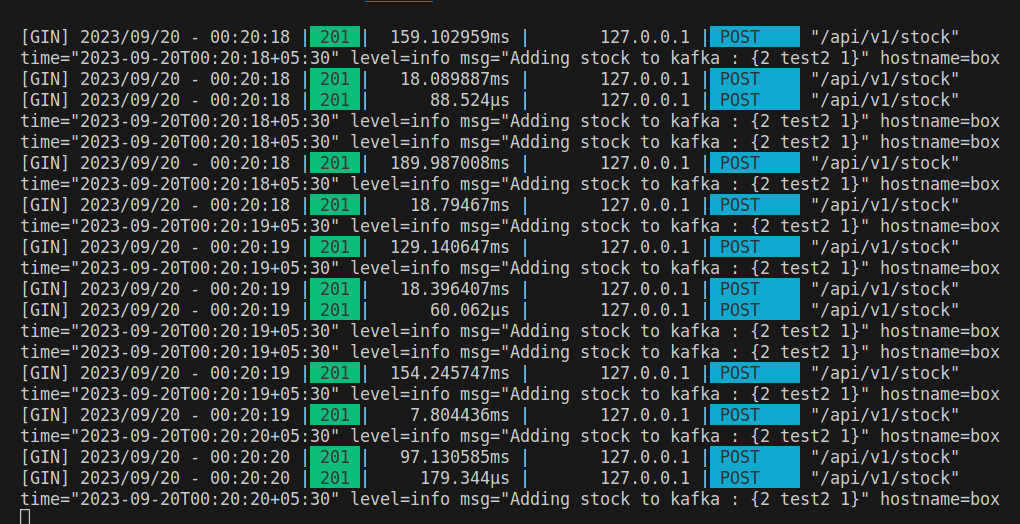 [GIN] 2023/09/20 - 00:20:18 | 201 | 159.102959ms | 127.0.0.1 | POST "/api/v1/stock"
time="2023-09-20T00:20:18+05:30" level=info msg="Adding stock to kafka : {2 test2 1}" hostname=box
[GIN] 2023/09/20 - 00:20:18 | 201 | 18.089887ms | 127.0.0.1 | POST "/api/v1/stock"
[GIN] 2023/09/20 - 00:20:18 | 201 | 88.524µs | 127.0.0.1 | POST "/api/v1/stock"
time="2023-09-20T00:20:18+05:30" level=info msg="Adding stock to kafka : {2 test2 1}" hostname=box
time="2023-09-20T00:20:18+05:30" level=info msg="Adding stock to kafka : {2 test2 1}" hostname=box
[GIN] 2023/09/20 - 00:20:18 | 201 | 189.987008ms | 127.0.0.1 | POST "/api/v1/stock"
time="2023-09-20T00:20:18+05:30" level=info msg="Adding stock to kafka : {2 test2 1}" hostname=box
[GIN] 2023/09/20 - 00:20:18 | 201 | 18.79467ms | 127.0.0.1 | POST "/api/v1/stock"
time="2023-09-20T00:20:19+05:30" level=info msg="Adding stock to kafka : {2 test2 1}" hostname=box
[GIN] 2023/09/20 - 00:20:19 | 201 | 129.140647ms | 127.0.0.1 | POST "/api/v1/stock"
time="2023-09-20T00:20:19+05:30" level=info msg="Adding stock to kafka : {2 test2 1}" hostname=box
[GIN] 2023/09/20 - 00:20:19 | 201 | 18.396407ms | 127.0.0.1 | POST "/api/v1/stock"
[GIN] 2023/09/20 - 00:20:19 | 201 | 60.062µs | 127.0.0.1 | POST "/api/v1/stock"
time="2023-09-20T00:20:19+05:30" level=info msg="Adding stock to kafka : {2 test2 1}" hostname=box
time="2023-09-20T00:20:19+05:30" level=info msg="Adding stock to kafka : {2 test2 1}" hostname=box
[GIN] 2023/09/20 - 00:20:19 | 201 | 154.245747ms | 127.0.0.1 | POST "/api/v1/stock"
time="2023-09-20T00:20:19+05:30" level=info msg="Adding stock to kafka : {2 test2 1}" hostname=box
[GIN] 2023/09/20 - 00:20:19 | 201 | 7.804436ms | 127.0.0.1 | POST "/api/v1/stock"
time="2023-09-20T00:20:20+05:30" level=info msg="Adding stock to kafka : {2 test2 1}" hostname=box
[GIN] 2023/09/20 - 00:20:20 | 201 | 97.130585ms | 127.0.0.1 | POST "/api/v1/stock"
[GIN] 2023/09/20 - 00:20:20 | 201 | 179.344µs | 127.0.0.1 | POST "/api/v1/stock"
time="2023-09-20T00:20:20+05:30" level=info msg="Adding stock to kafka : {2 test2 1}" hostname=box